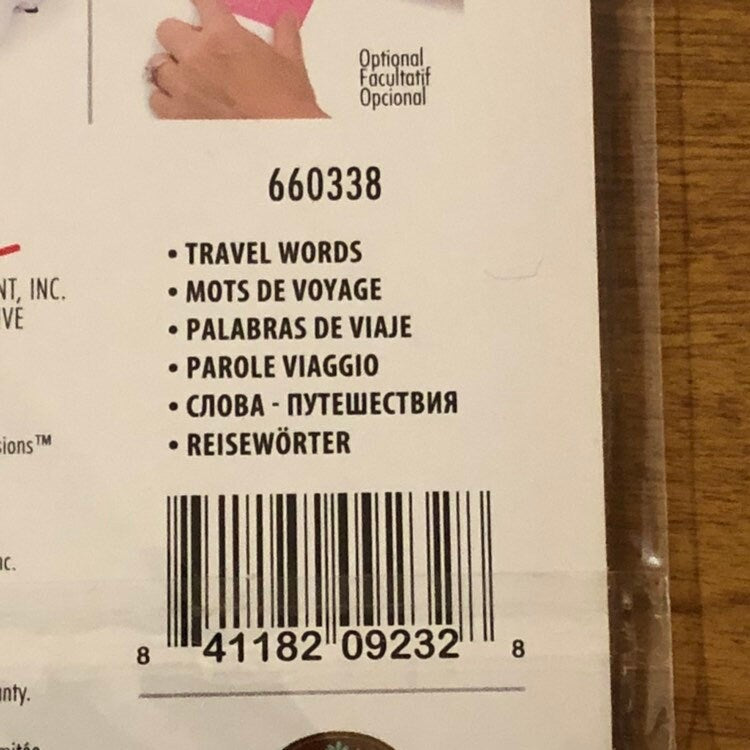 Optional
Facultatif
Opcional
660338
• TRAVEL WORDS
• MOTS DE VOYAGE
• PALABRAS DE VIAJE
• PAROLE VIAGGIO
• СЛОВА - ПУТЕШЕСТВИЯ
• REISEWÖRTER
INC.
8 41182 09232 8